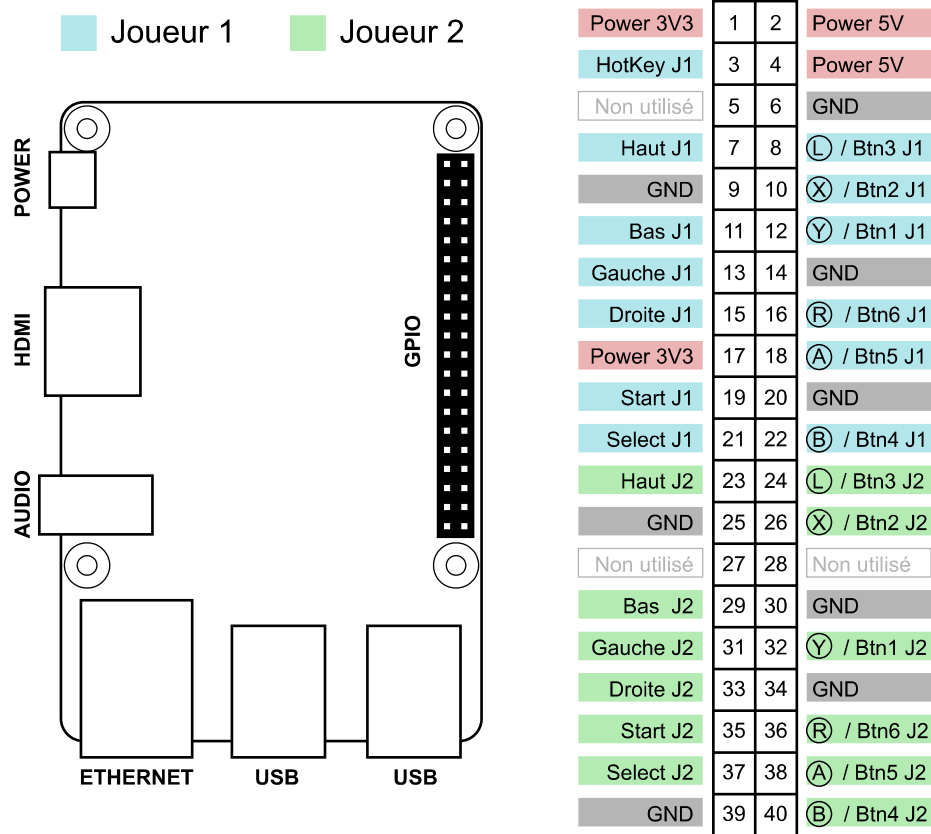 Joueur 1
Joueur 2
POWER
HDMI
AUDIO
GPIO
ETHERNET
USB
USB
Power 3V3 1 2 Power 5V
HotKey J1 3 4 Power 5V
Non utilisé 5 6 GND
Haut J1 7 8 L / Btn3 J1
GND 9 10 X / Btn2 J1
Bas J1 11 12 Y / Btn1 J1
Gauche J1 13 14 GND
Droite J1 15 16 R / Btn6 J1
Power 3V3 17 18 A / Btn5 J1
Start J1 19 20 GND
Select J1 21 22 B / Btn4 J1
Haut J2 23 24 L / Btn3 J2
GND 25 26 X / Btn2 J2
Non utilisé 27 28 Non utilisé
Bas J2 29 30 GND
Gauche J2 31 32 Y / Btn1 J2
Droite J2 33 34 GND
Start J2 35 36 R / Btn6 J2
Select J2 37 38 A / Btn5 J2
GND 39 40 B / Btn4 J2